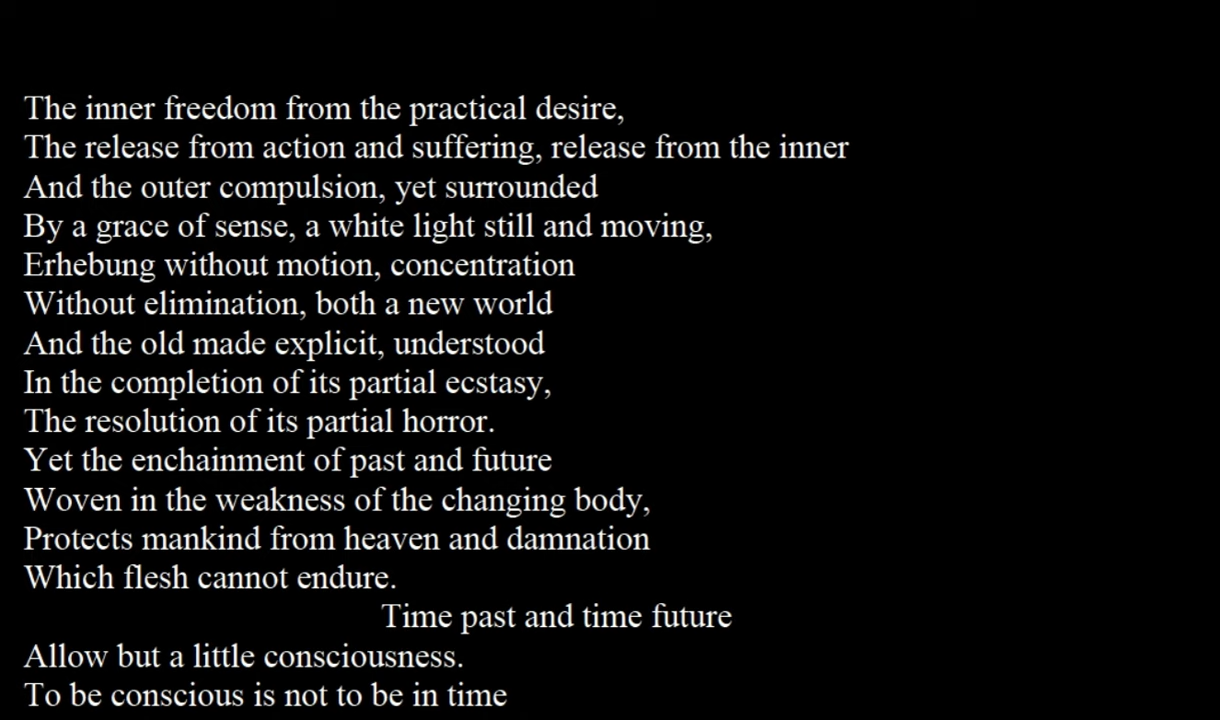 The inner freedom from the practical desire,
The release from action and suffering, release from the inner
And the outer compulsion, yet surrounded
By a grace of sense, a white light still and moving,
Erhebung without motion, concentration
Without elimination, both a new world
And the old made explicit, understood
In the completion of its partial ecstasy,
The resolution of its partial horror.
Yet the enchainment of past and future
Woven in the weakness of the changing body,
Protects mankind from heaven and damnation
Which flesh cannot endure.
Time past and time future
Allow but a little consciousness.
To be conscious is not to be in time